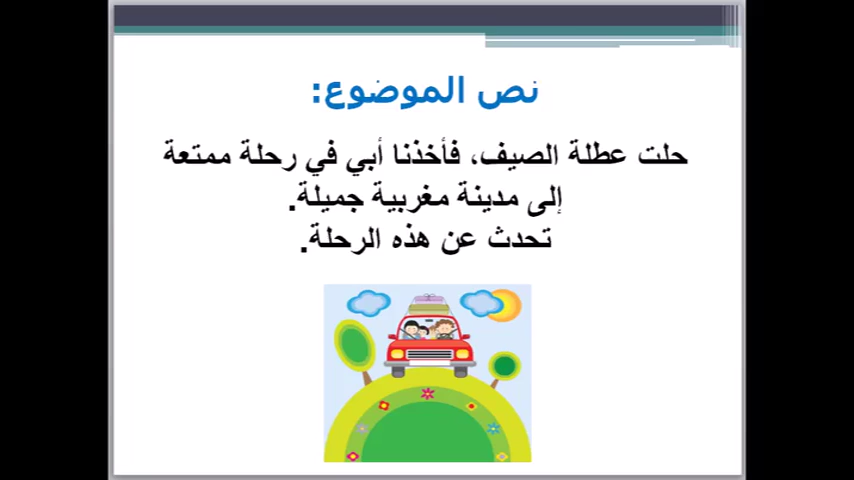 نص الموضوع:
حلت عطلة الصيف، فأخذنا أبي في رحلة ممتعة
إلى مدينة مغربية جميلة.
تحدث عن هذه الرحلة.